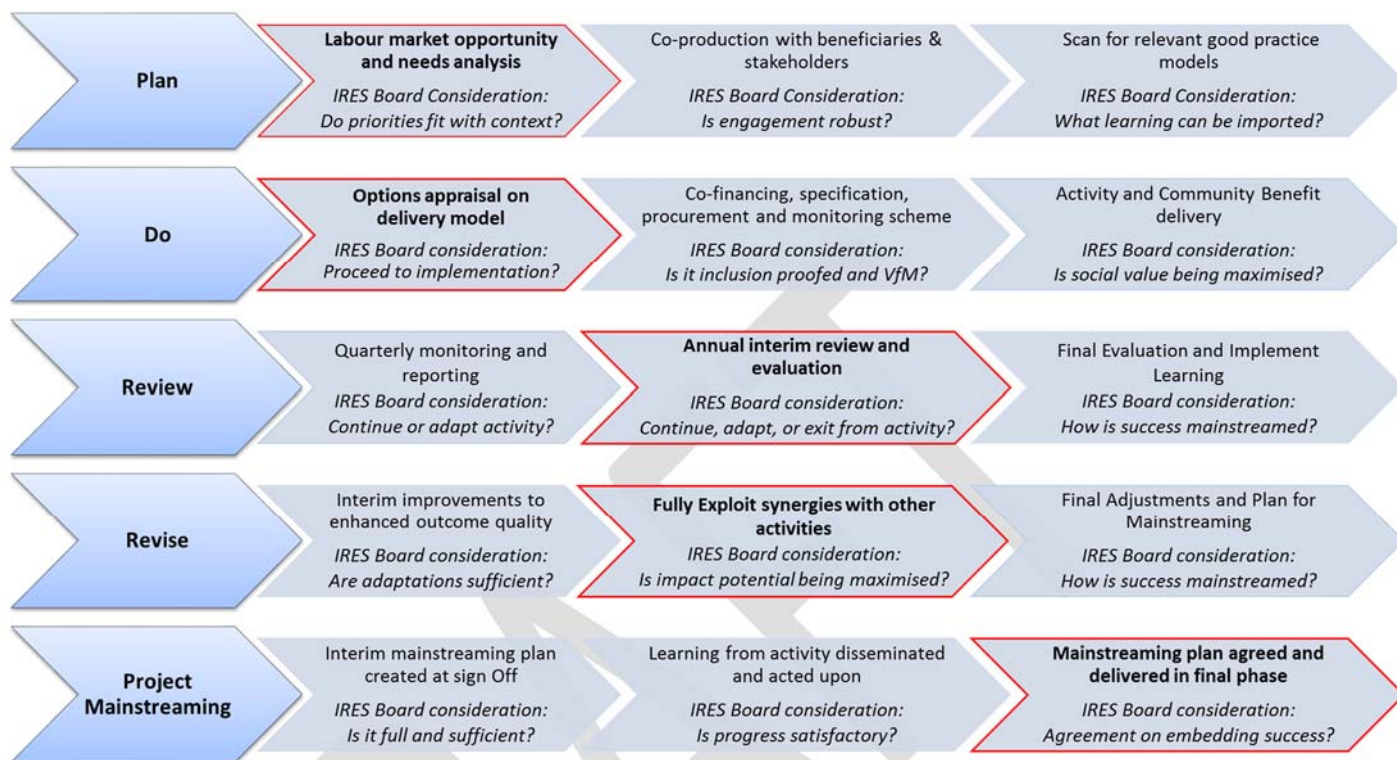 Plan
Labour market opportunity
and needs analysis
IRES Board Consideration:
Do priorities fit with context?
Co-production with beneficiaries &
stakeholders
IRES Board Consideration:
Is engagement robust?
Scan for relevant good practice
models
IRES Board Consideration:
What learning can be imported?
Do
Options appraisal on
delivery model
IRES Board consideration:
Proceed to implementation?
Co-financing, specification,
procurement and monitoring scheme
IRES Board consideration:
Is it inclusion proofed and VfM?
Activity and Community Benefit
delivery
IRES Board consideration:
Is social value being maximised?
Review
Quarterly monitoring and
reporting
IRES Board consideration:
Continue or adapt activity?
Annual interim review and
evaluation
IRES Board consideration:
Continue, adapt, or exit from activity?
Final Evaluation and Implement
Learning
IRES Board consideration:
How is success mainstreamed?
Revise
Interim improvements to
enhanced outcome quality
IRES Board consideration:
Are adaptations sufficient?
Fully Exploit synergies with other
activities
IRES Board consideration:
Is impact potential being maximised?
Final Adjustments and Plan for
Mainstreaming
IRES Board consideration:
How is success mainstreamed?
Project
Mainstreaming
Interim mainstreaming plan
created at sign Off
IRES Board consideration:
Is it full and sufficient?
Learning from activity disseminated
and acted upon
IRES Board consideration:
Is progress satisfactory?
Mainstreaming plan agreed and
delivered in final phase
IRES Board consideration:
Agreement on embedding success?